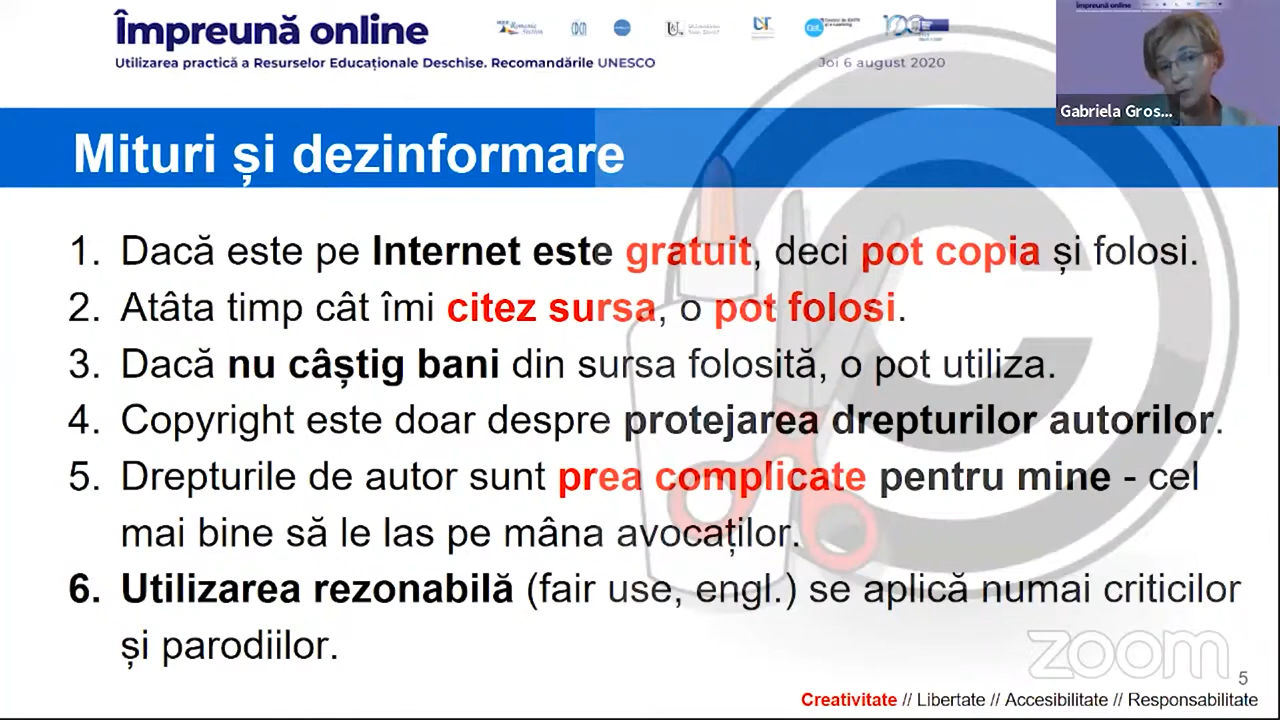 Împreună online
Utilizarea practică a Resurselor Educaționale Deschise. Recomandările UNESCO
Joi 6 august 2020
Gabriela Gros...
Mituri și dezinformare
1. Dacă este pe Internet este gratuit, deci pot copia și folosi.
2. Atâta timp cât îmi citez sursa, o pot folosi.
3. Dacă nu câștig bani din sursa folosită, o pot utiliza.
4. Copyright este doar despre protejarea drepturilor autorilor.
5. Drepturile de autor sunt prea complicate pentru mine - cel
mai bine să le las pe mâna avocaților.
6. Utilizarea rezonabilă (fair use, engl.) se aplică numai criticilor
și parodiilor.
zoom
5
Creativitate // Libertate // Accesibilitate // Responsabilitate